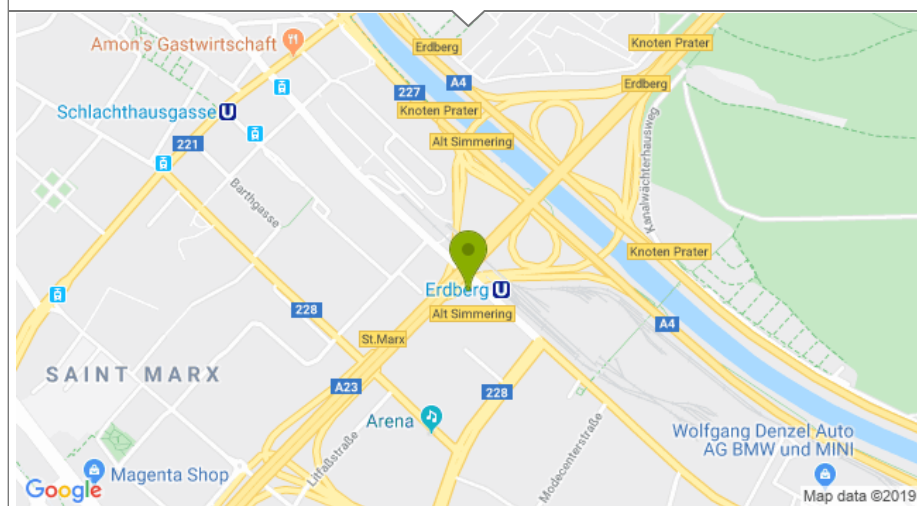 Amon's Gastwirtschaft
Erdberg
Knoten Prater
A4
Erdberg
227
Knoten Prater
Schlachthausgasse U
Alt Simmering
221
Kanalwächterhausweg
Barthgasse
Knoten Prater
Erdberg U
228
Alt Simmering
A4
St.Marx
SAINT MARX
A23
228
Arena
Wolfgang Denzel Auto
AG BMW und MINI
Litfaßstraße
Modecenterstraße
Magenta Shop
Google
Map data ©2019